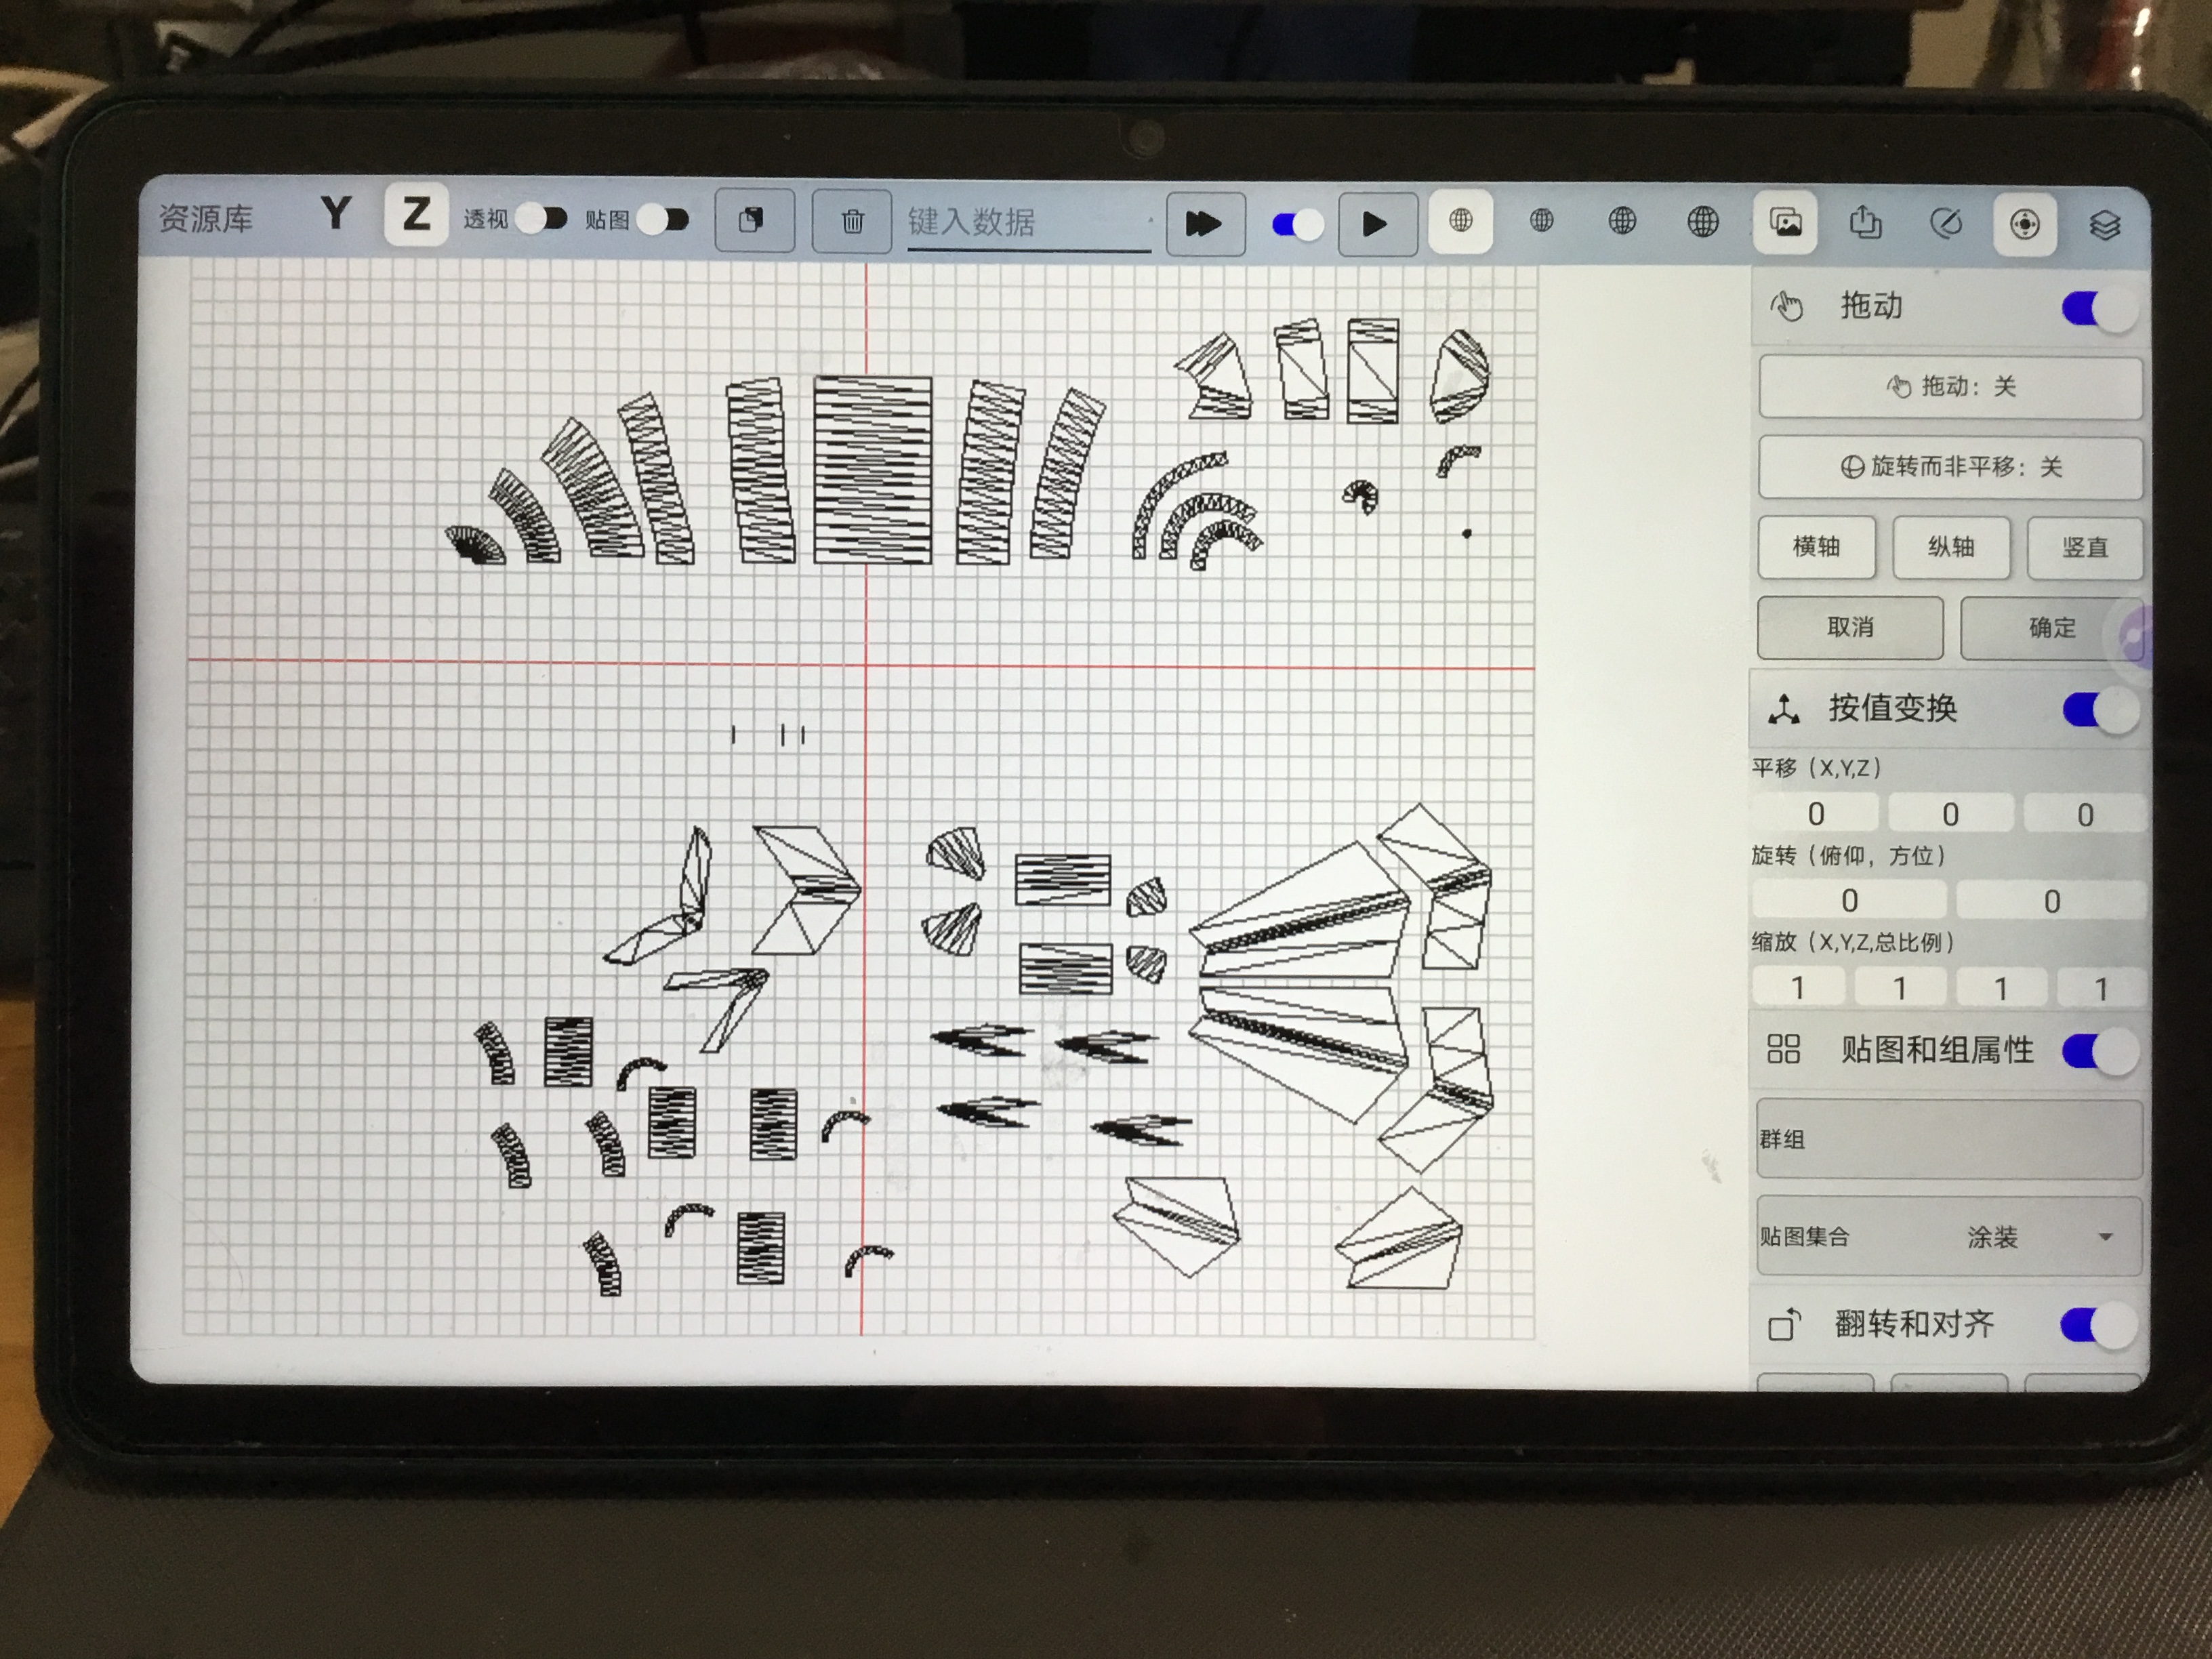 资源库 Y Z 透视 贴图 键入数据
拖动
拖动：关
旋转而非平移：关
横轴 纵轴 竖直
取消 确定
按值变换
平移（X,Y,Z）
0 0 0
旋转（俯仰，方位）
0 0
缩放（X,Y,Z,总比例）
1 1 1 1
贴图和组属性
群组
贴图集合 涂装
翻转和对齐